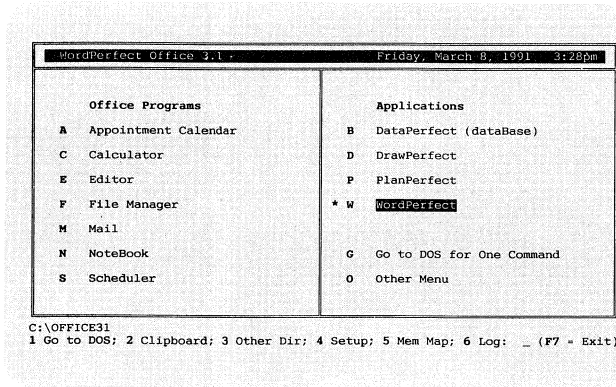 WordPerfect Office 3.1 Friday, March 8, 1991 3:28pm
Office Programs Applications
A Appointment Calendar B DataPerfect (dataBase)
C Calculator D DrawPerfect
E Editor P PlanPerfect
F File Manager * W WordPerfect
M Mail
N NoteBook G Go to DOS for One Command
S Scheduler O Other Menu
C:\OFFICE31
1 Go to DOS; 2 Clipboard; 3 Other Dir; 4 Setup; 5 Mem Map; 6 Log: _ (F7 = Exit)